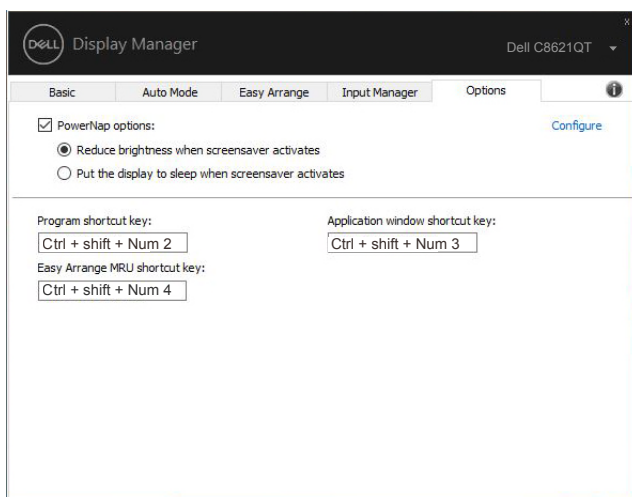 x
DELL Display Manager
Dell C8621QT
Basic Auto Mode Easy Arrange Input Manager Options
PowerNap options:
Configure
Reduce brightness when screensaver activates
Put the display to sleep when screensaver activates
Program shortcut key:
Application window shortcut key:
Ctrl + shift + Num 2
Ctrl + shift + Num 3
Easy Arrange MRU shortcut key:
Ctrl + shift + Num 4